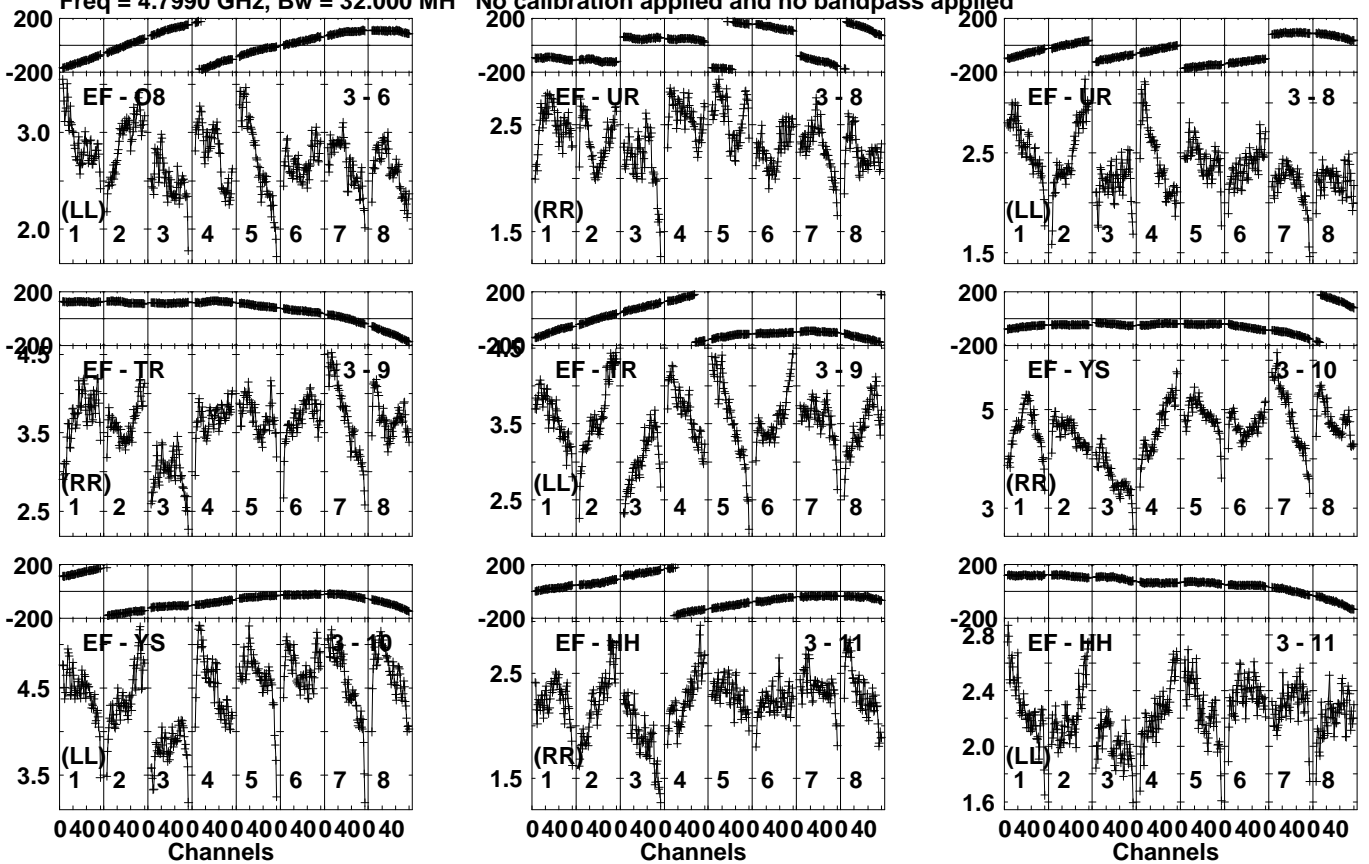 Freq = 4.7990 GHz, Bw = 32.000 MH No calibration applied and no bandpass applied
200 200 200
-200 -200 -200
EF - O8 3 - 6 EF - UR 3 - 8 EF - UR 3 - 8
3.0 2.5 2.5
(LL) (RR) (LL)
2.0 1.5 1.5
1 2 3 4 5 6 7 8 1 2 3 4 5 6 7 8 1 2 3 4 5 6 7 8
200 200 200
-200 -200 -200
4.5 4.5
EF - TR 3 - 9 EF - TR 3 - 9 EF - YS 3 - 10
3.5 3.5 5
(RR) (LL) (RR)
2.5 2.5 3
1 2 3 4 5 6 7 8 1 2 3 4 5 6 7 8 1 2 3 4 5 6 7 8
200 200 200
-200 -200 -200
EF - YS 3 - 10 EF - HH 3 - 11 EF - HH 3 - 11
2.8
4.5 2.5 2.4
(LL) (RR) 2.0 (LL)
3.5 1.5 1.6
1 2 3 4 5 6 7 8 1 2 3 4 5 6 7 8 1 2 3 4 5 6 7 8
0 40 0 40 0 40 0 40 0 40 0 40 0 40 0 40 0 40 0 40 0 40 0 40 0 40 0 40 0 40 0 40 0 40 0 40 0 40 0 40 0 40 0 40 0 40 0 40
Channels Channels Channels